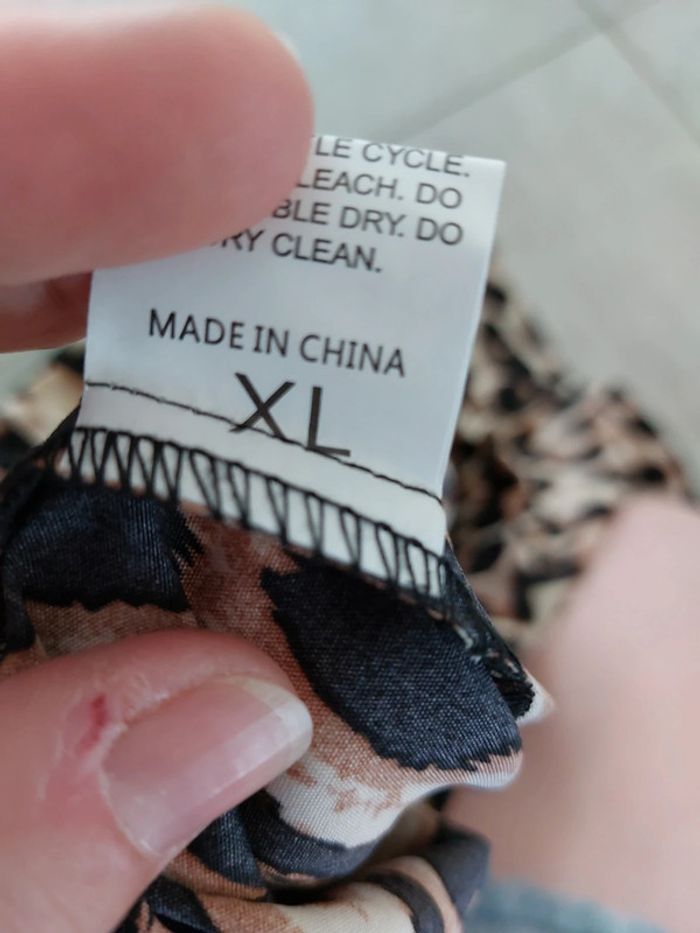 LE CYCLE.
LEACH. DO
BLE DRY. DO
RY CLEAN.
MADE IN CHINA
XL